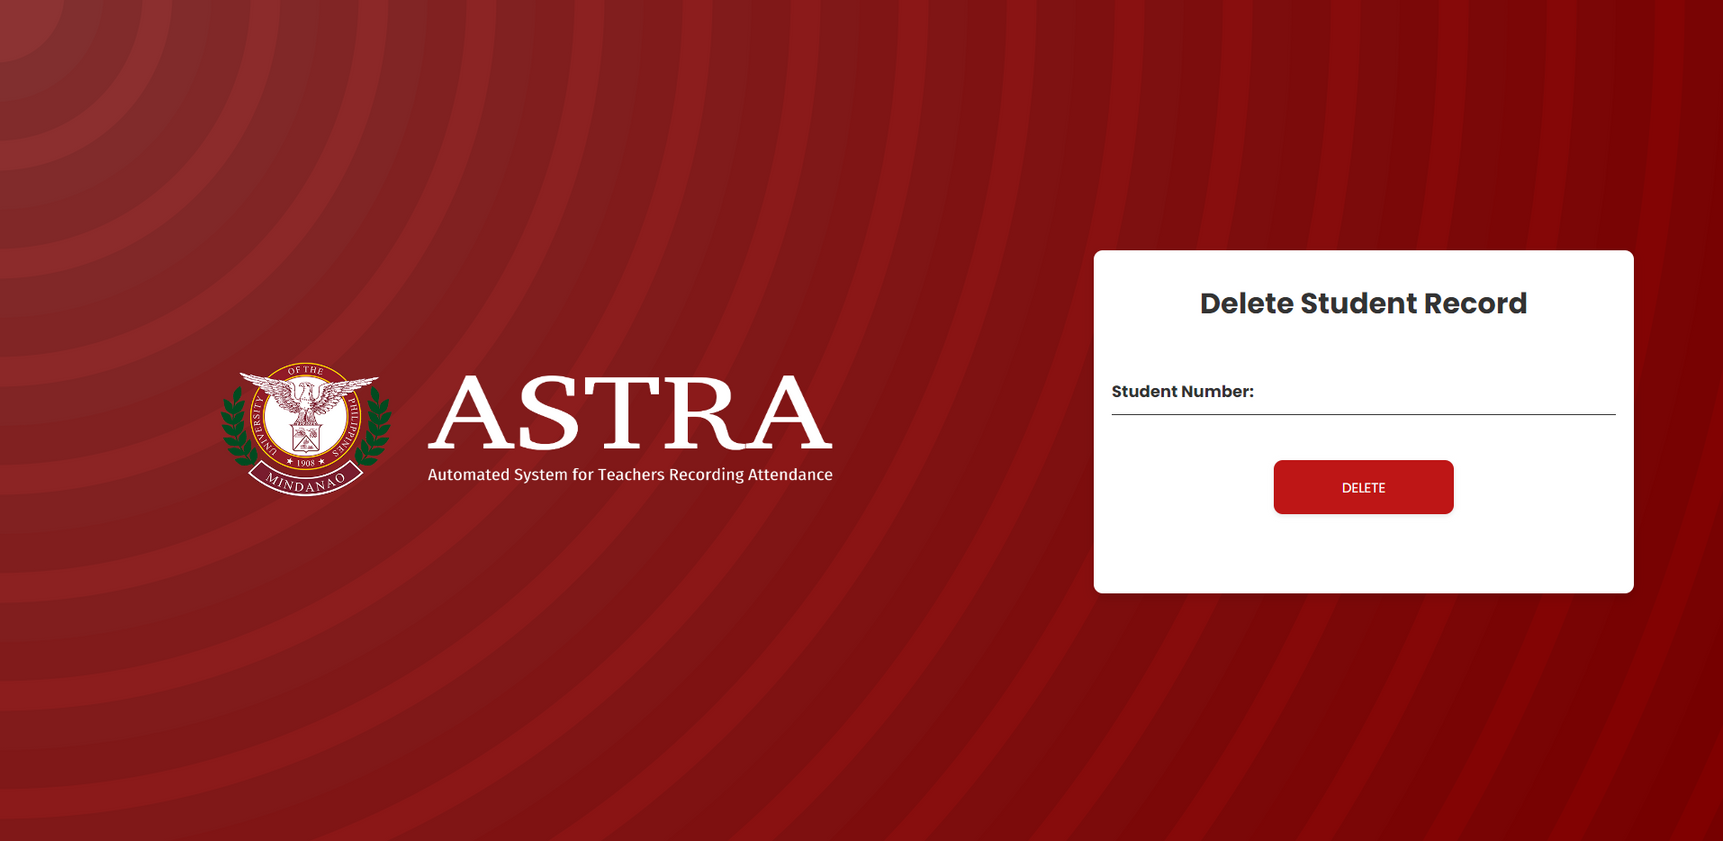 OF THE
UNIVERSITY
PHILIPPINES
★ 1908 ★
MINDANAO
ASTRA
Automated System for Teachers Recording Attendance
Delete Student Record
Student Number:
DELETE